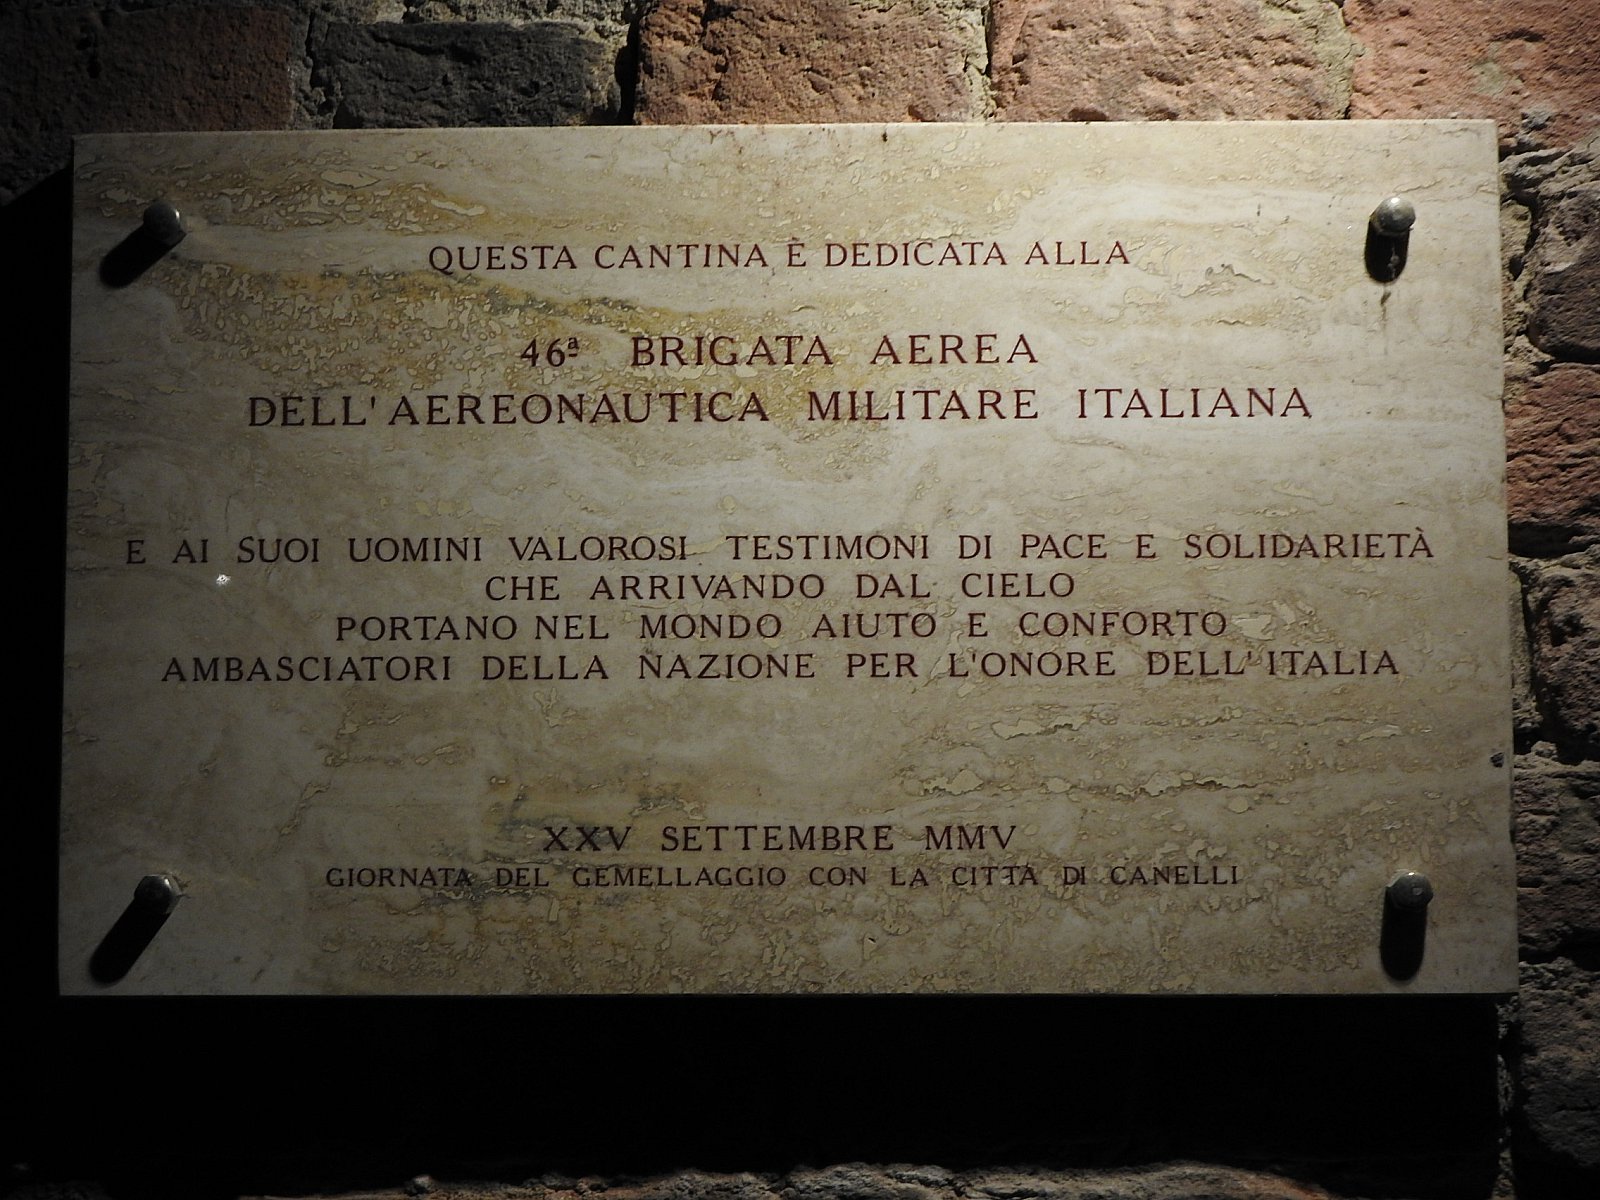 QUESTA CANTINA È DEDICATA ALLA
46ª BRIGATA AEREA
DELL'AEREONAUTICA MILITARE ITALIANA
E AI SUOI UOMINI VALOROSI TESTIMONI DI PACE E SOLIDARIETÀ
CHE ARRIVANDO DAL CIELO
PORTANO NEL MONDO AIUTO E CONFORTO
AMBASCIATORI DELLA NAZIONE PER L'ONORE DELL'ITALIA
XXV SETTEMBRE MMV
GIORNATA DEL GEMELLAGGIO CON LA CITTÀ DI CANELLI